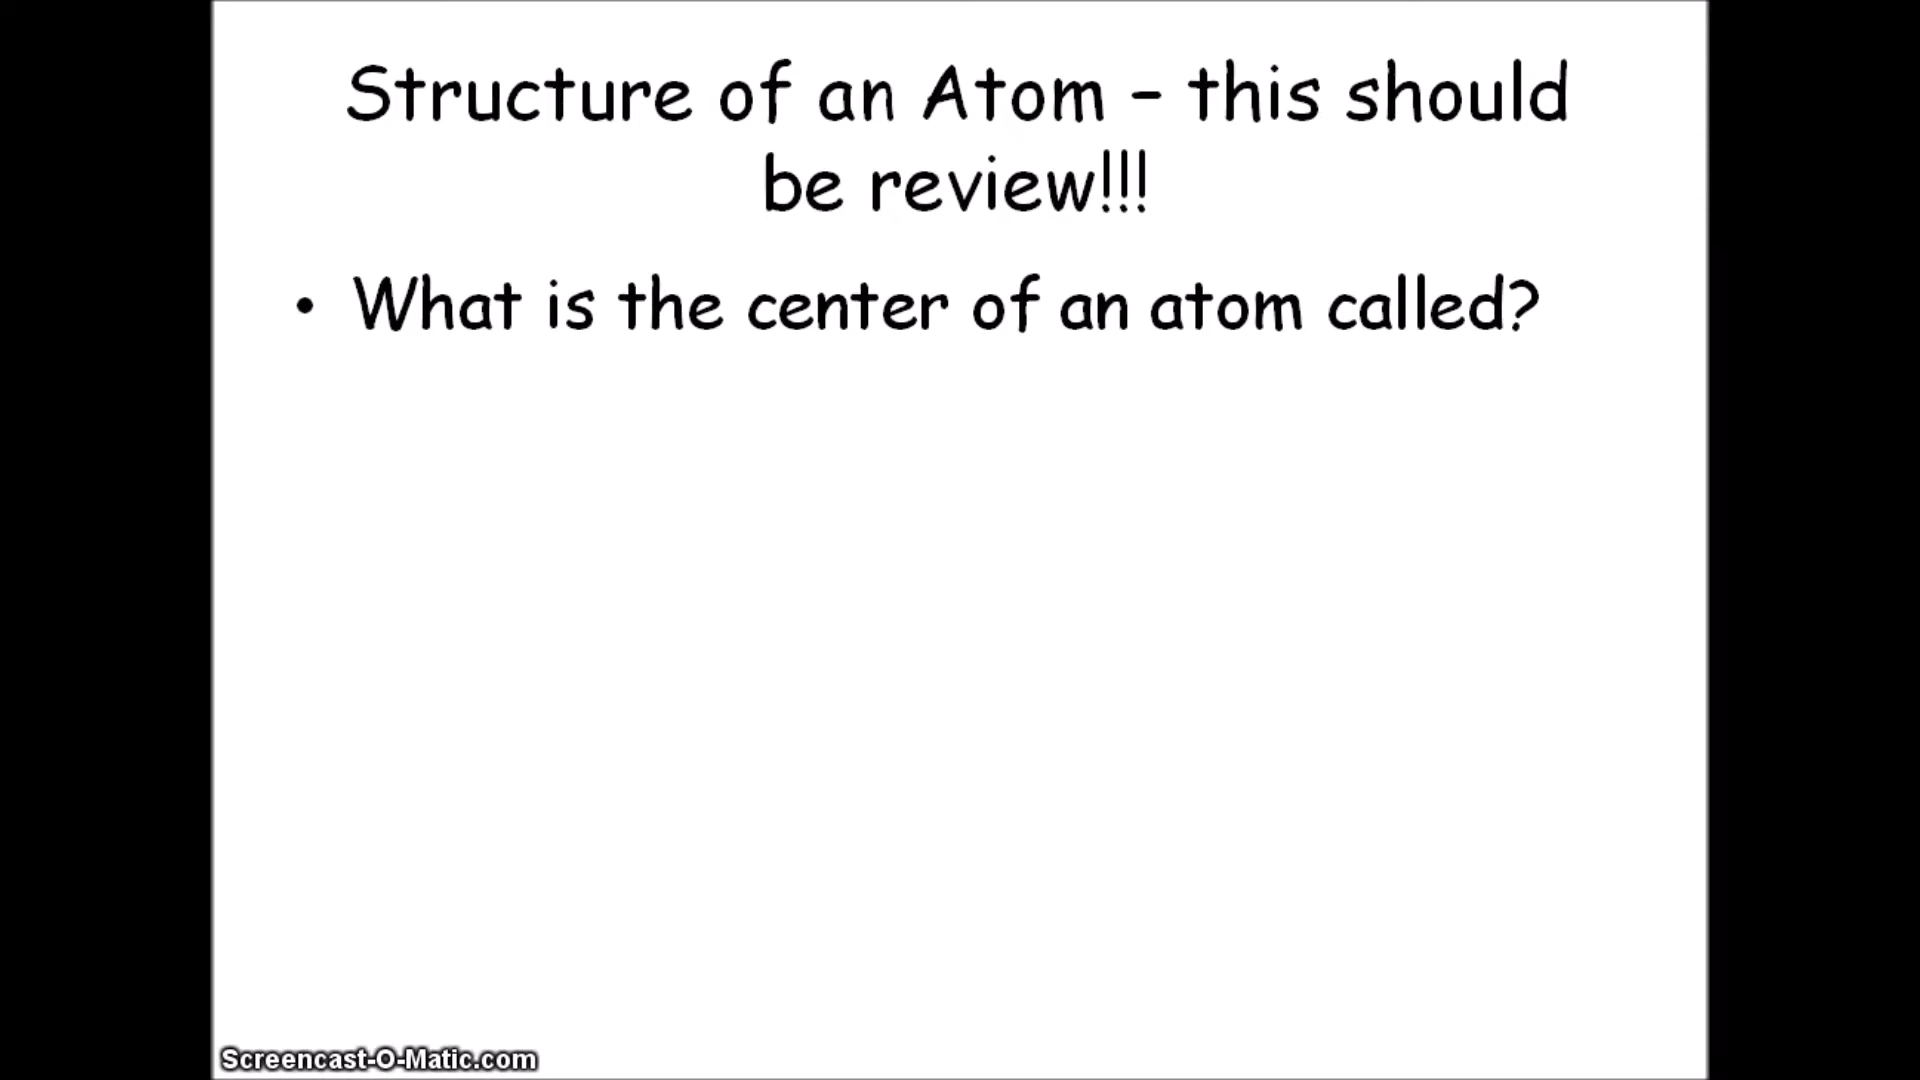 Structure of an Atom – this should
be review!!!
• What is the center of an atom called?
Screencast-O-Matic.com